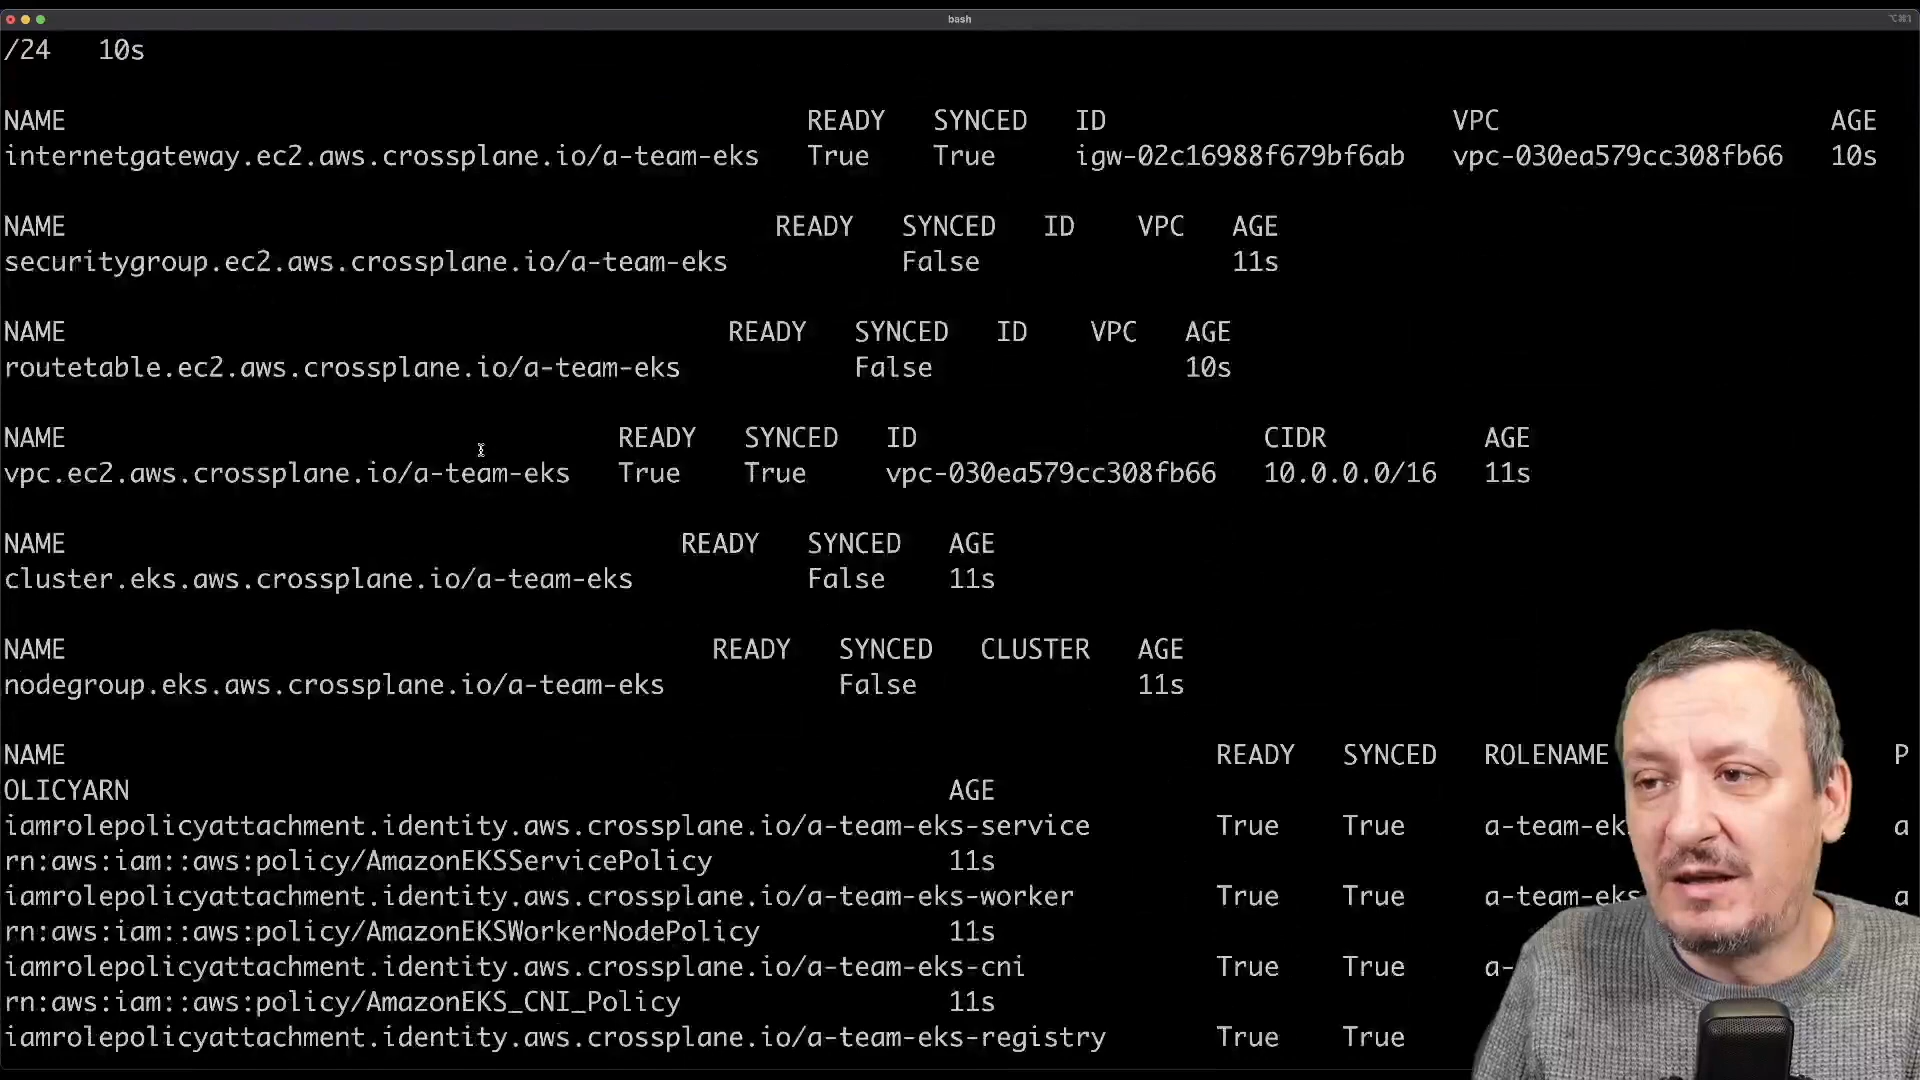 bash
⌥⌘1
/24 10s
NAME READY SYNCED ID VPC AGE
internetgateway.ec2.aws.crossplane.io/a-team-eks True True igw-02c16988f679bf6ab vpc-030ea579cc308fb66 10s
NAME READY SYNCED ID VPC AGE
securitygroup.ec2.aws.crossplane.io/a-team-eks False 11s
NAME READY SYNCED ID VPC AGE
routetable.ec2.aws.crossplane.io/a-team-eks False 10s
NAME READY SYNCED ID CIDR AGE
vpc.ec2.aws.crossplane.io/a-team-eks True True vpc-030ea579cc308fb66 10.0.0.0/16 11s
NAME READY SYNCED AGE
cluster.eks.aws.crossplane.io/a-team-eks False 11s
NAME READY SYNCED CLUSTER AGE
nodegroup.eks.aws.crossplane.io/a-team-eks False 11s
NAME READY SYNCED ROLENAME P
OLICYARN AGE
iamrolepolicyattachment.identity.aws.crossplane.io/a-team-eks-service True True a-team-ek a
rn:aws:iam::aws:policy/AmazonEKSServicePolicy 11s
iamrolepolicyattachment.identity.aws.crossplane.io/a-team-eks-worker True True a-team-eks a
rn:aws:iam::aws:policy/AmazonEKSWorkerNodePolicy 11s
iamrolepolicyattachment.identity.aws.crossplane.io/a-team-eks-cni True True a-
rn:aws:iam::aws:policy/AmazonEKS_CNI_Policy 11s
iamrolepolicyattachment.identity.aws.crossplane.io/a-team-eks-registry True True